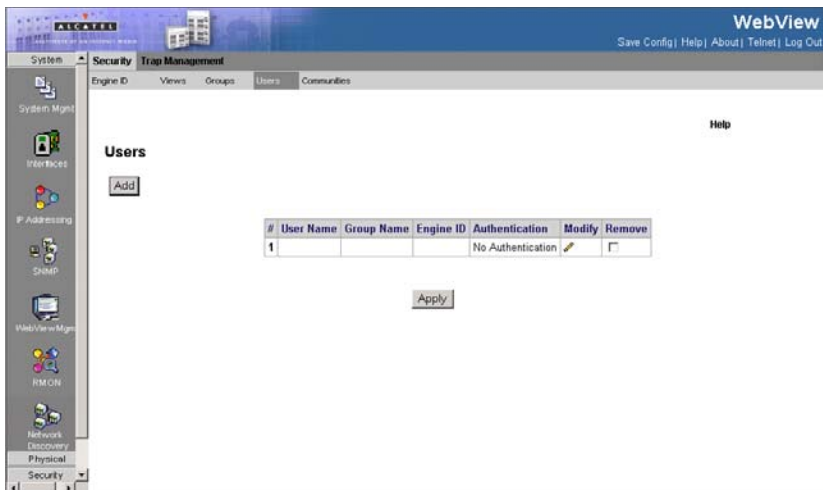 ALCATEL
WebView
Save Config| Help| About| Telnet| Log Out
System
Security Trap Management
Engine ID Views Groups Users Communities
System Mgmt
Help
Interfaces
Users
Add
IP Addressing
# User Name Group Name Engine ID Authentication Modify Remove
1 No Authentication
SNMP
Apply
WebView Mgm
RMON
Network
Discovery
Physical
Security